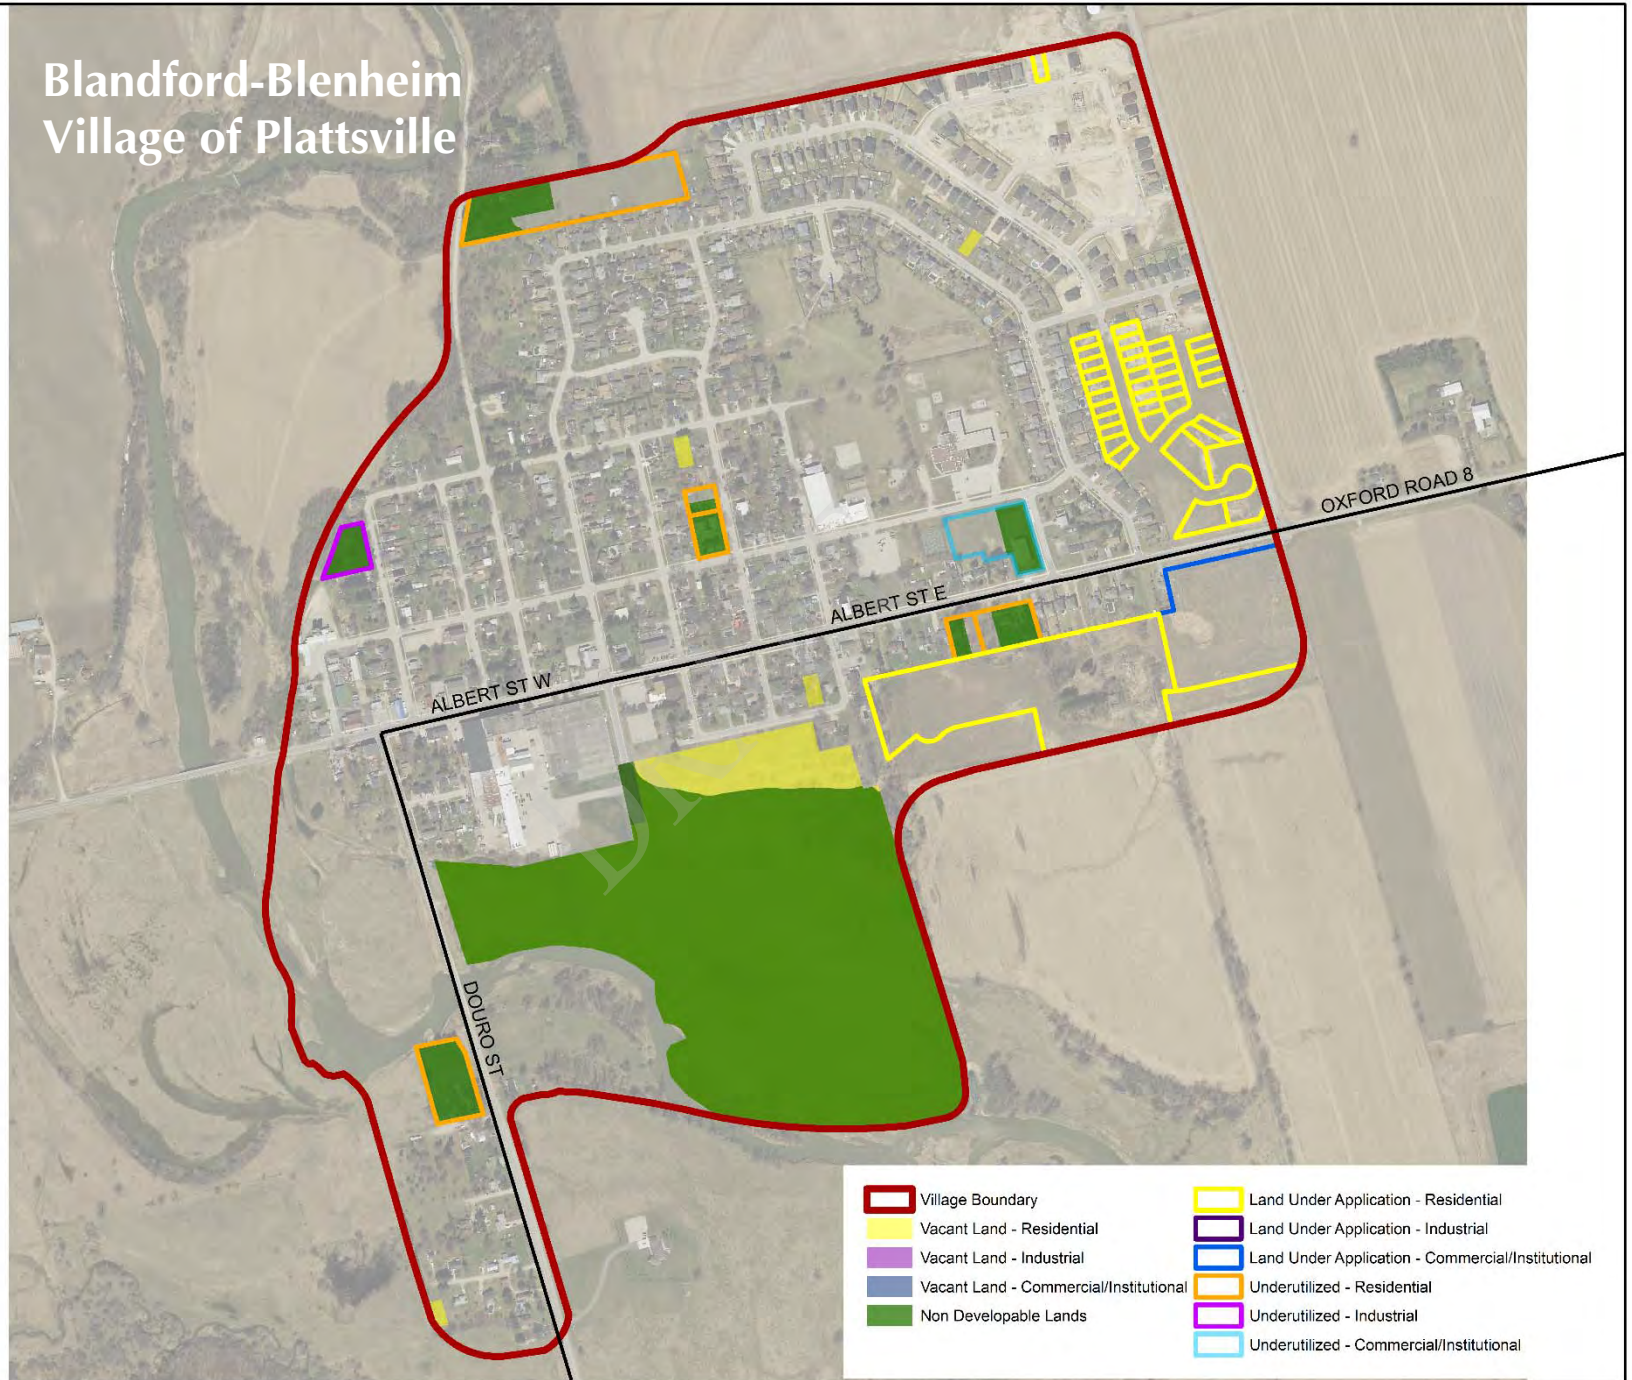 Blandford-Blenheim
Village of Plattsville
OXFORD ROAD 8
ALBERT ST E
ALBERT ST W
DOURO ST
Village Boundary
Vacant Land - Residential
Vacant Land - Industrial
Vacant Land - Commercial/Institutional
Non Developable Lands
Land Under Application - Residential
Land Under Application - Industrial
Land Under Application - Commercial/Institutional
Underutilized - Residential
Underutilized - Industrial
Underutilized - Commercial/Institutional